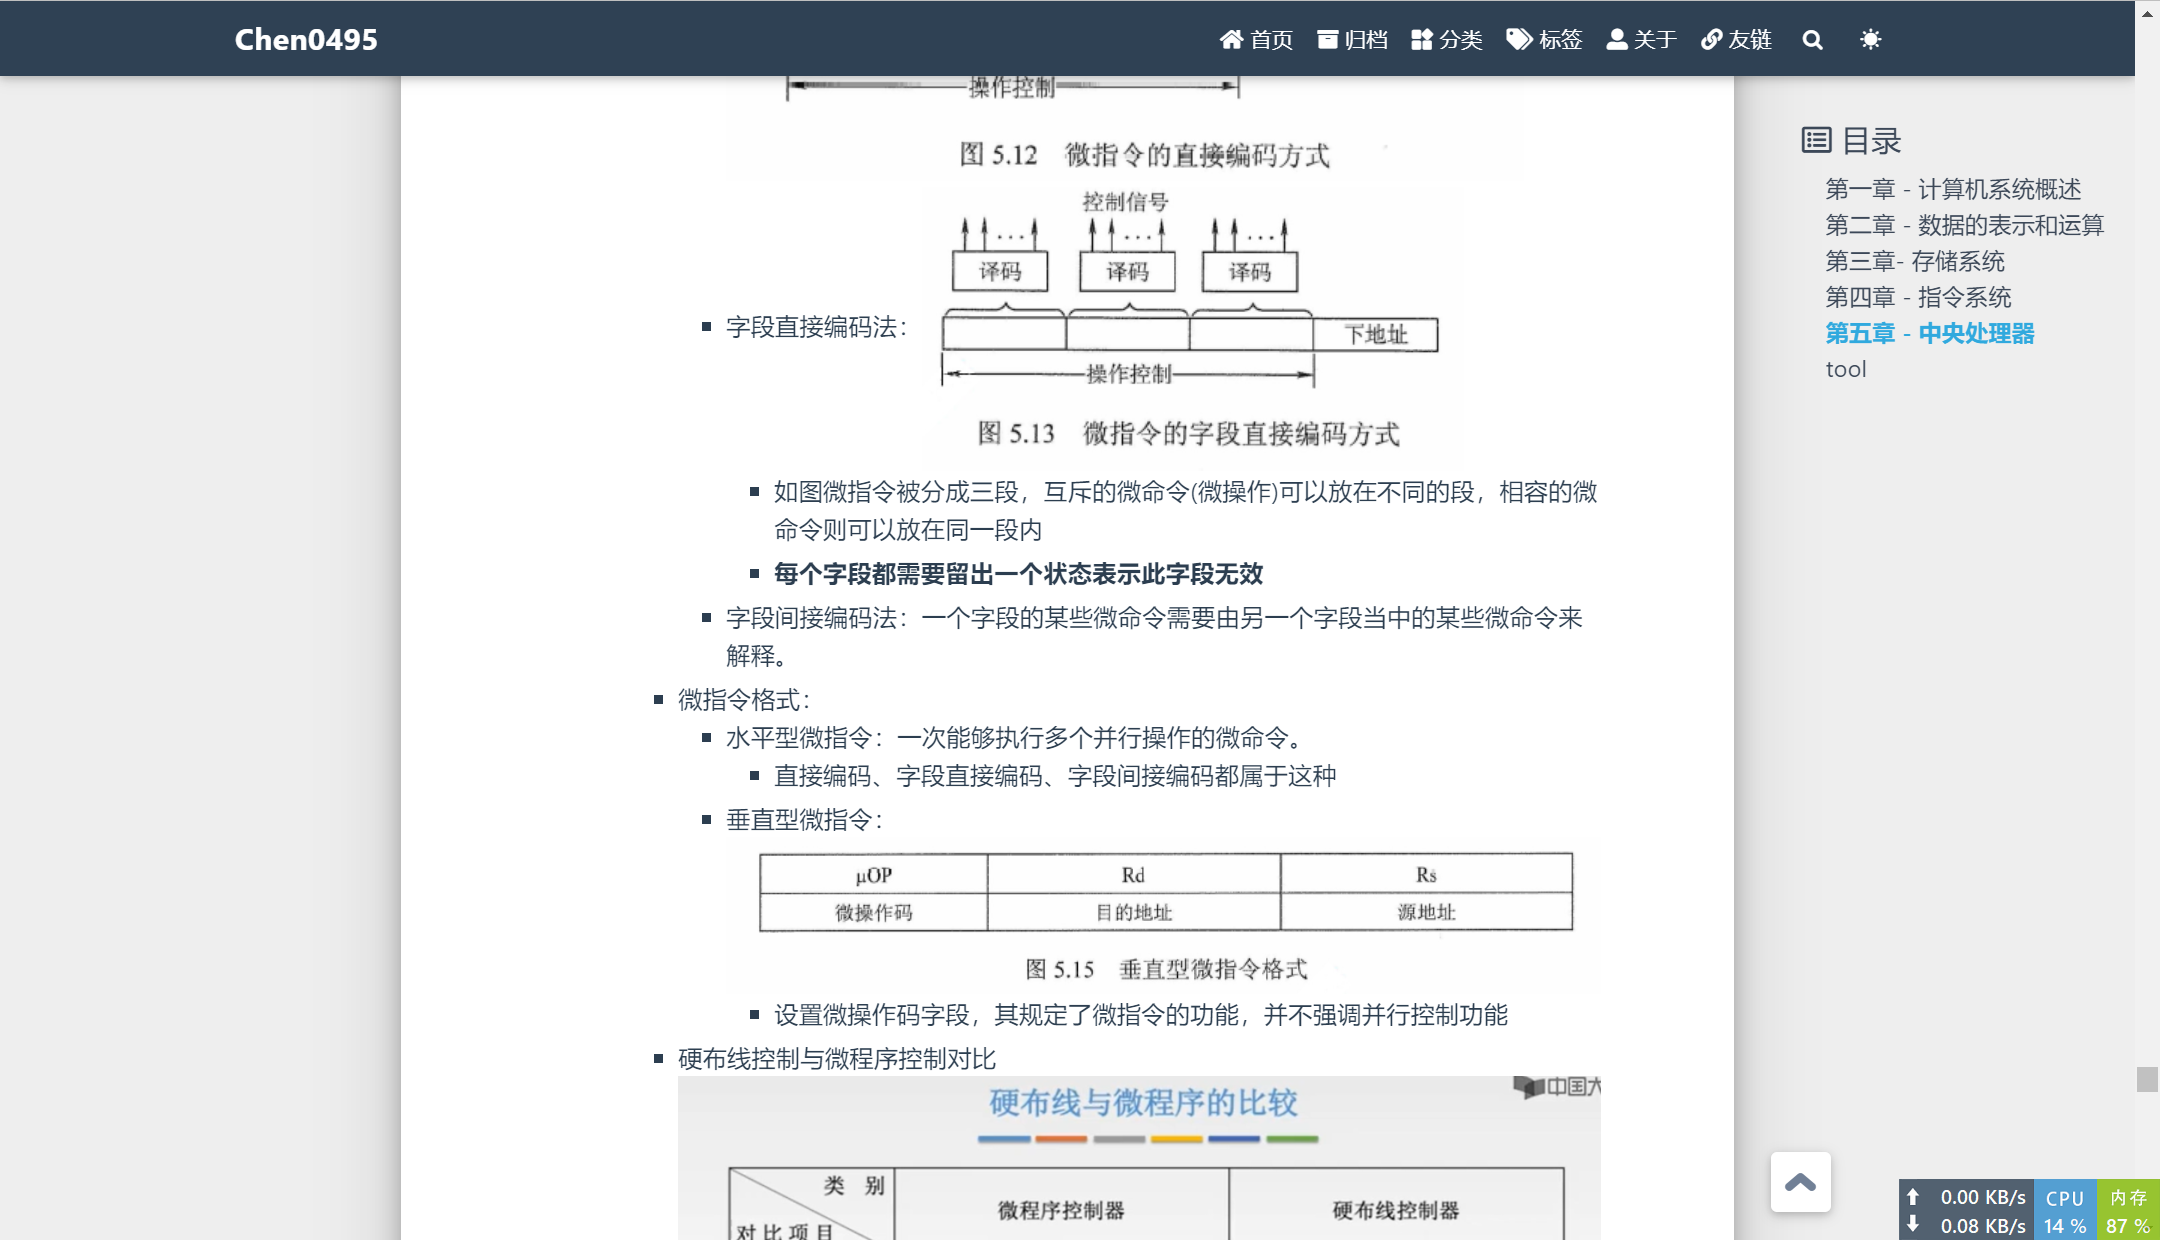 Chen0495
首页 归档 分类 标签 关于 友链
操作控制
图 5.12 微指令的直接编码方式
控制信号
译码 译码 译码
字段直接编码法：
下地址
操作控制
图 5.13 微指令的字段直接编码方式
如图微指令被分成三段，互斥的微命令(微操作)可以放在不同的段，相容的微
命令则可以放在同一段内
每个字段都需要留出一个状态表示此字段无效
字段间接编码法：一个字段的某些微命令需要由另一个字段当中的某些微命令来
解释。
微指令格式：
水平型微指令：一次能够执行多个并行操作的微命令。
直接编码、字段直接编码、字段间接编码都属于这种
垂直型微指令：
μOP Rd Rs
微操作码 目的地址 源地址
图 5.15 垂直型微指令格式
设置微操作码字段，其规定了微指令的功能，并不强调并行控制功能
硬布线控制与微程序控制对比
中国大
硬布线与微程序的比较
类 别
微程序控制器 硬布线控制器
对比项目
目录
第一章 - 计算机系统概述
第二章 - 数据的表示和运算
第三章- 存储系统
第四章 - 指令系统
第五章 - 中央处理器
tool
0.00 KB/s CPU 内存
0.08 KB/s 14 % 87 %